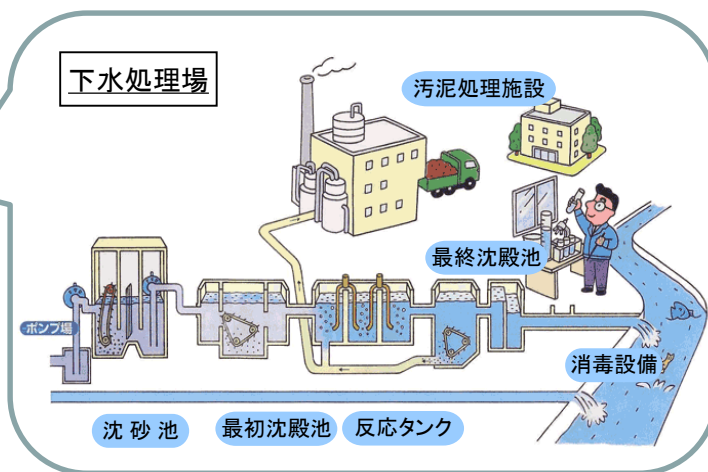 下水処理場
汚泥処理施設
最終沈殿池
ポンプ場
消毒設備
沈砂池
最初沈殿池
反応タンク